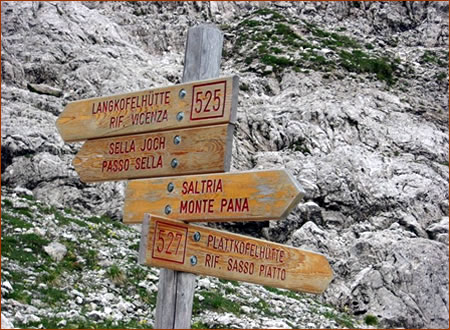 LANGKOFELHÜTTE
RIF. VICENZA
525
SELLA JOCH
PASSO SELLA
SALTRIA
MONTE PANA
527
PLATTKOFELHÜTTE
RIF. SASSO PIATTO